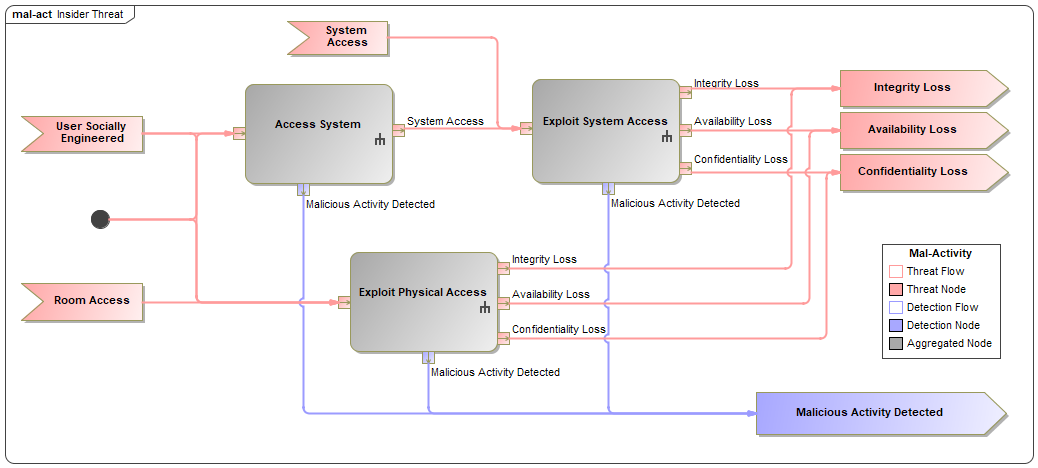 mal-act Insider Threat
System
Access
Integrity Loss
Integrity Loss
User Socially
Engineered
Access System
System Access
Exploit System Access
Availability Loss
Availability Loss
Confidentiality Loss
Confidentiality Loss
Malicious Activity Detected
Malicious Activity Detected
Room Access
Exploit Physical Access
Integrity Loss
Availability Loss
Confidentiality Loss
Malicious Activity Detected
Mal-Activity
Threat Flow
Threat Node
Detection Flow
Detection Node
Aggregated Node
Malicious Activity Detected